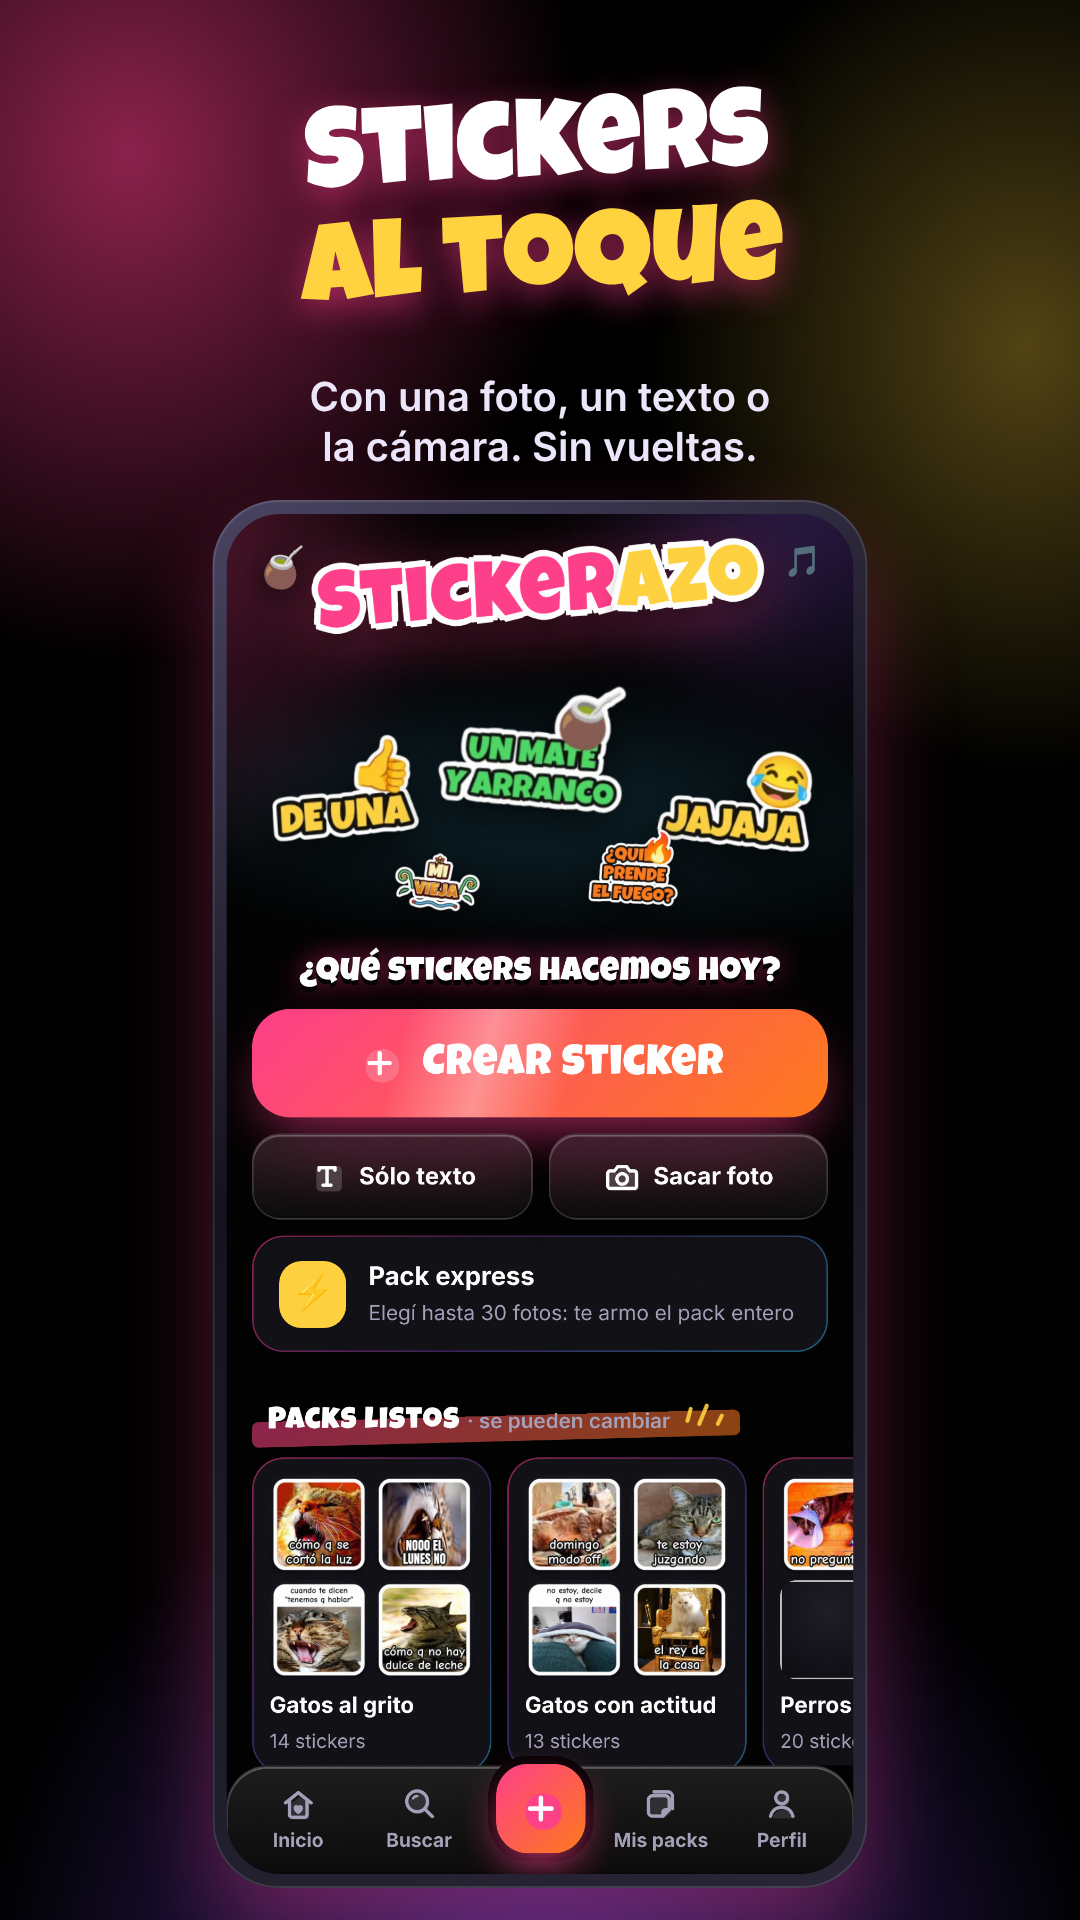 STICKERS
AL TOQUE
Con una foto, un texto o
la cámara. Sin vueltas.
STICKERAZO
UN MATE
Y ARRANCO
DE UNA
JAJAJA
MI
VIEJA
¿QUI
PRENDE
EL FUEGO?
¿Qué stickers hacemos hoy?
+ Crear sticker
T Sólo texto
Sacar foto
Pack express
Elegí hasta 30 fotos: te armo el pack entero
Packs listos · se pueden cambiar
cómo q se
cortó la luz
NOOO EL
LUNES NO
domingo
modo off
te estoy
juzgando
no pregunt
cuando te dicen
"tenemos q hablar"
cómo q no hay
dulce de leche
no estoy, decile
q no estoy
el rey de
la casa
Gatos al grito
14 stickers
Gatos con actitud
13 stickers
Perros
20 stick
Inicio
Buscar
+
Mis packs
Perfil